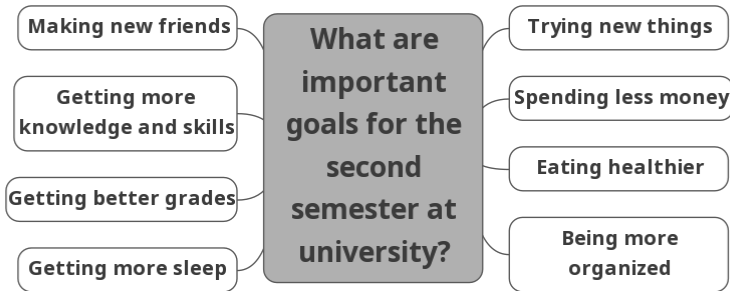 Making new friends
Getting more
knowledge and skills
Getting better grades
Getting more sleep
What are
important
goals for the
second
semester at
university?
Trying new things
Spending less money
Eating healthier
Being more
organized